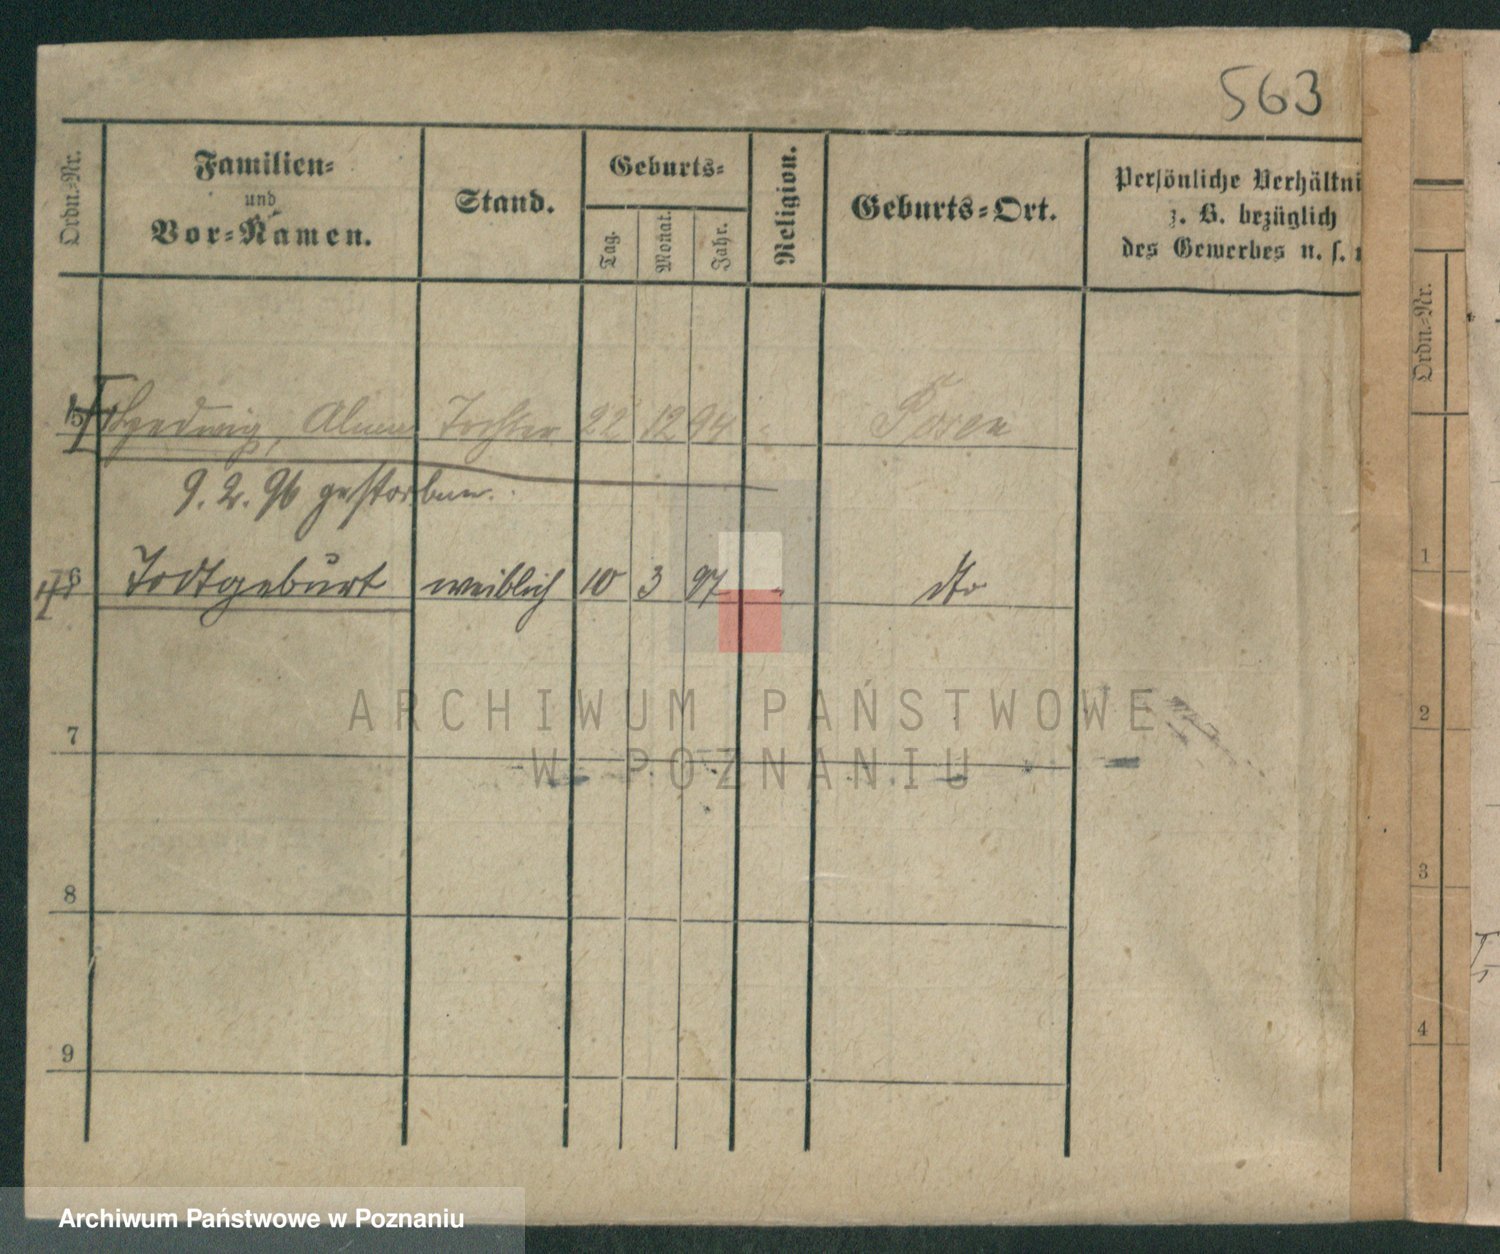 563
Ordn.-Nr.
Familien-
und
Vor-Namen.
Stand.
Geburts-
Tag.
Monat.
Jahr.
Religion.
Geburts-Ort.
Persönliche Verhältni
z. B. bezüglich
des Gewerbes u. s.
5 Hedwig, Alma Tochter 22 12 94 Posen
9. 2. 96 gestorben.
6 Todtgeburt weiblich 10 3 97 " dto
7
8
9
Ordn.-Nr.
1
2
3
4
ARCHIWUM PAŃSTWOWE
W POZNANIU
Archiwum Państwowe w Poznaniu